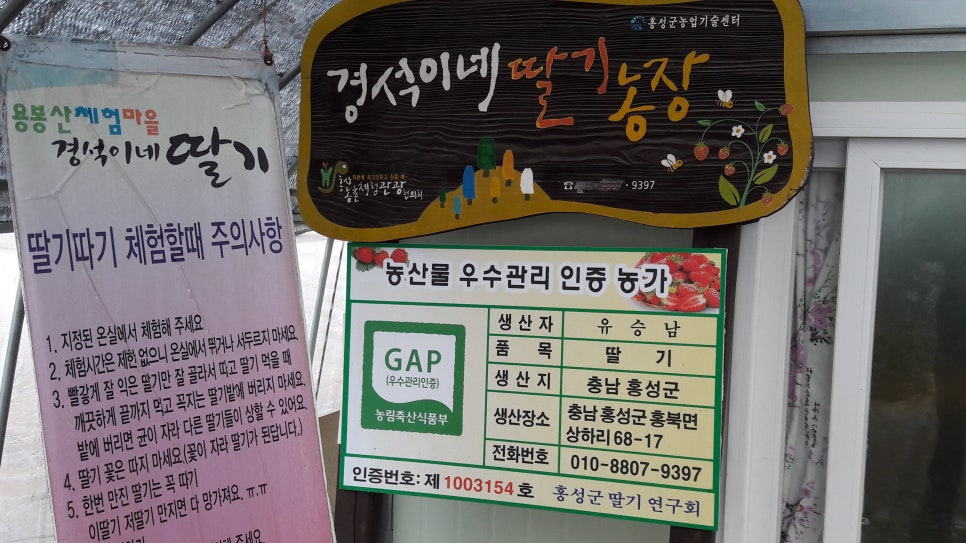 용봉산체험마을
경석이네 딸기
딸기따기 체험할때 주의사항
1. 지정된 온실에서 체험해 주세요
2. 체험시간은 제한 없으니 온실에서 뛰거나 서두르지 마세요.
3. 빨갛게 잘 익은 딸기만 잘 골라서 따고 딸기 먹을 때
깨끗하게 끝까지 먹고 꼭지는 딸기밭에 버리지 마세요.
밭에 버리면 균이 자라 다른 딸기들이 상할 수 있어요.
4. 딸기 꽃은 따지 마세요(꽃이 자라 딸기가 된답니다.)
5. 한번 만진 딸기는 꼭 따기
이딸기 저딸기 만지면 다 망가져요. ㅠ.ㅠ
홍성군농업기술센터
경석이네 딸기농장
홍성
농촌체험관광
협의회
☎ · 9397
농산물 우수관리 인증 농가
GAP
(우수관리인증)
농림축산식품부
생산자 유승남
품목 딸기
생산지 충남 홍성군
생산장소 충남 홍성군 홍북면
상하리 68-17
전화번호 010-8807-9397
인증번호: 제 1003154 호 홍성군 딸기 연구회